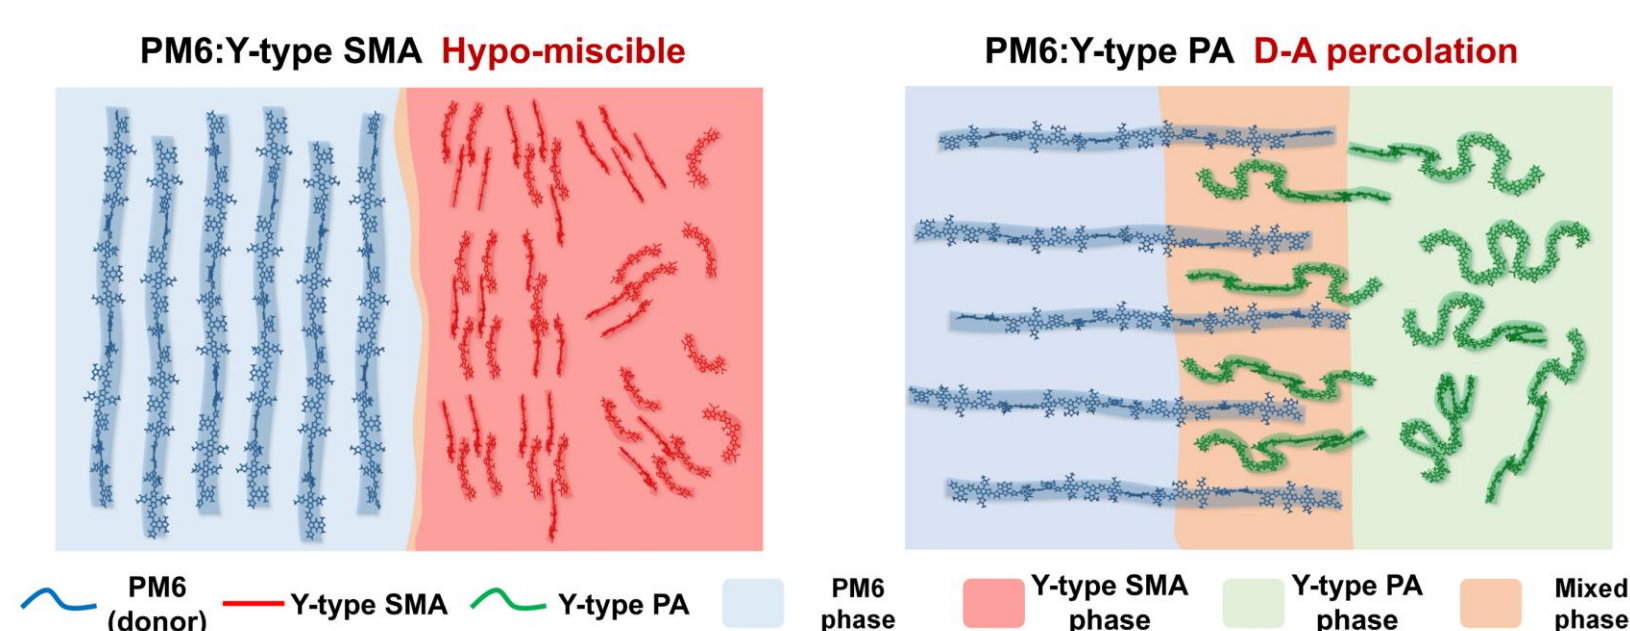 PM6:Y-type SMA Hypo-miscible
PM6:Y-type PA D-A percolation
PM6
(donor)
Y-type SMA
Y-type PA
PM6
phase
Y-type SMA
phase
Y-type PA
phase
Mixed
phase